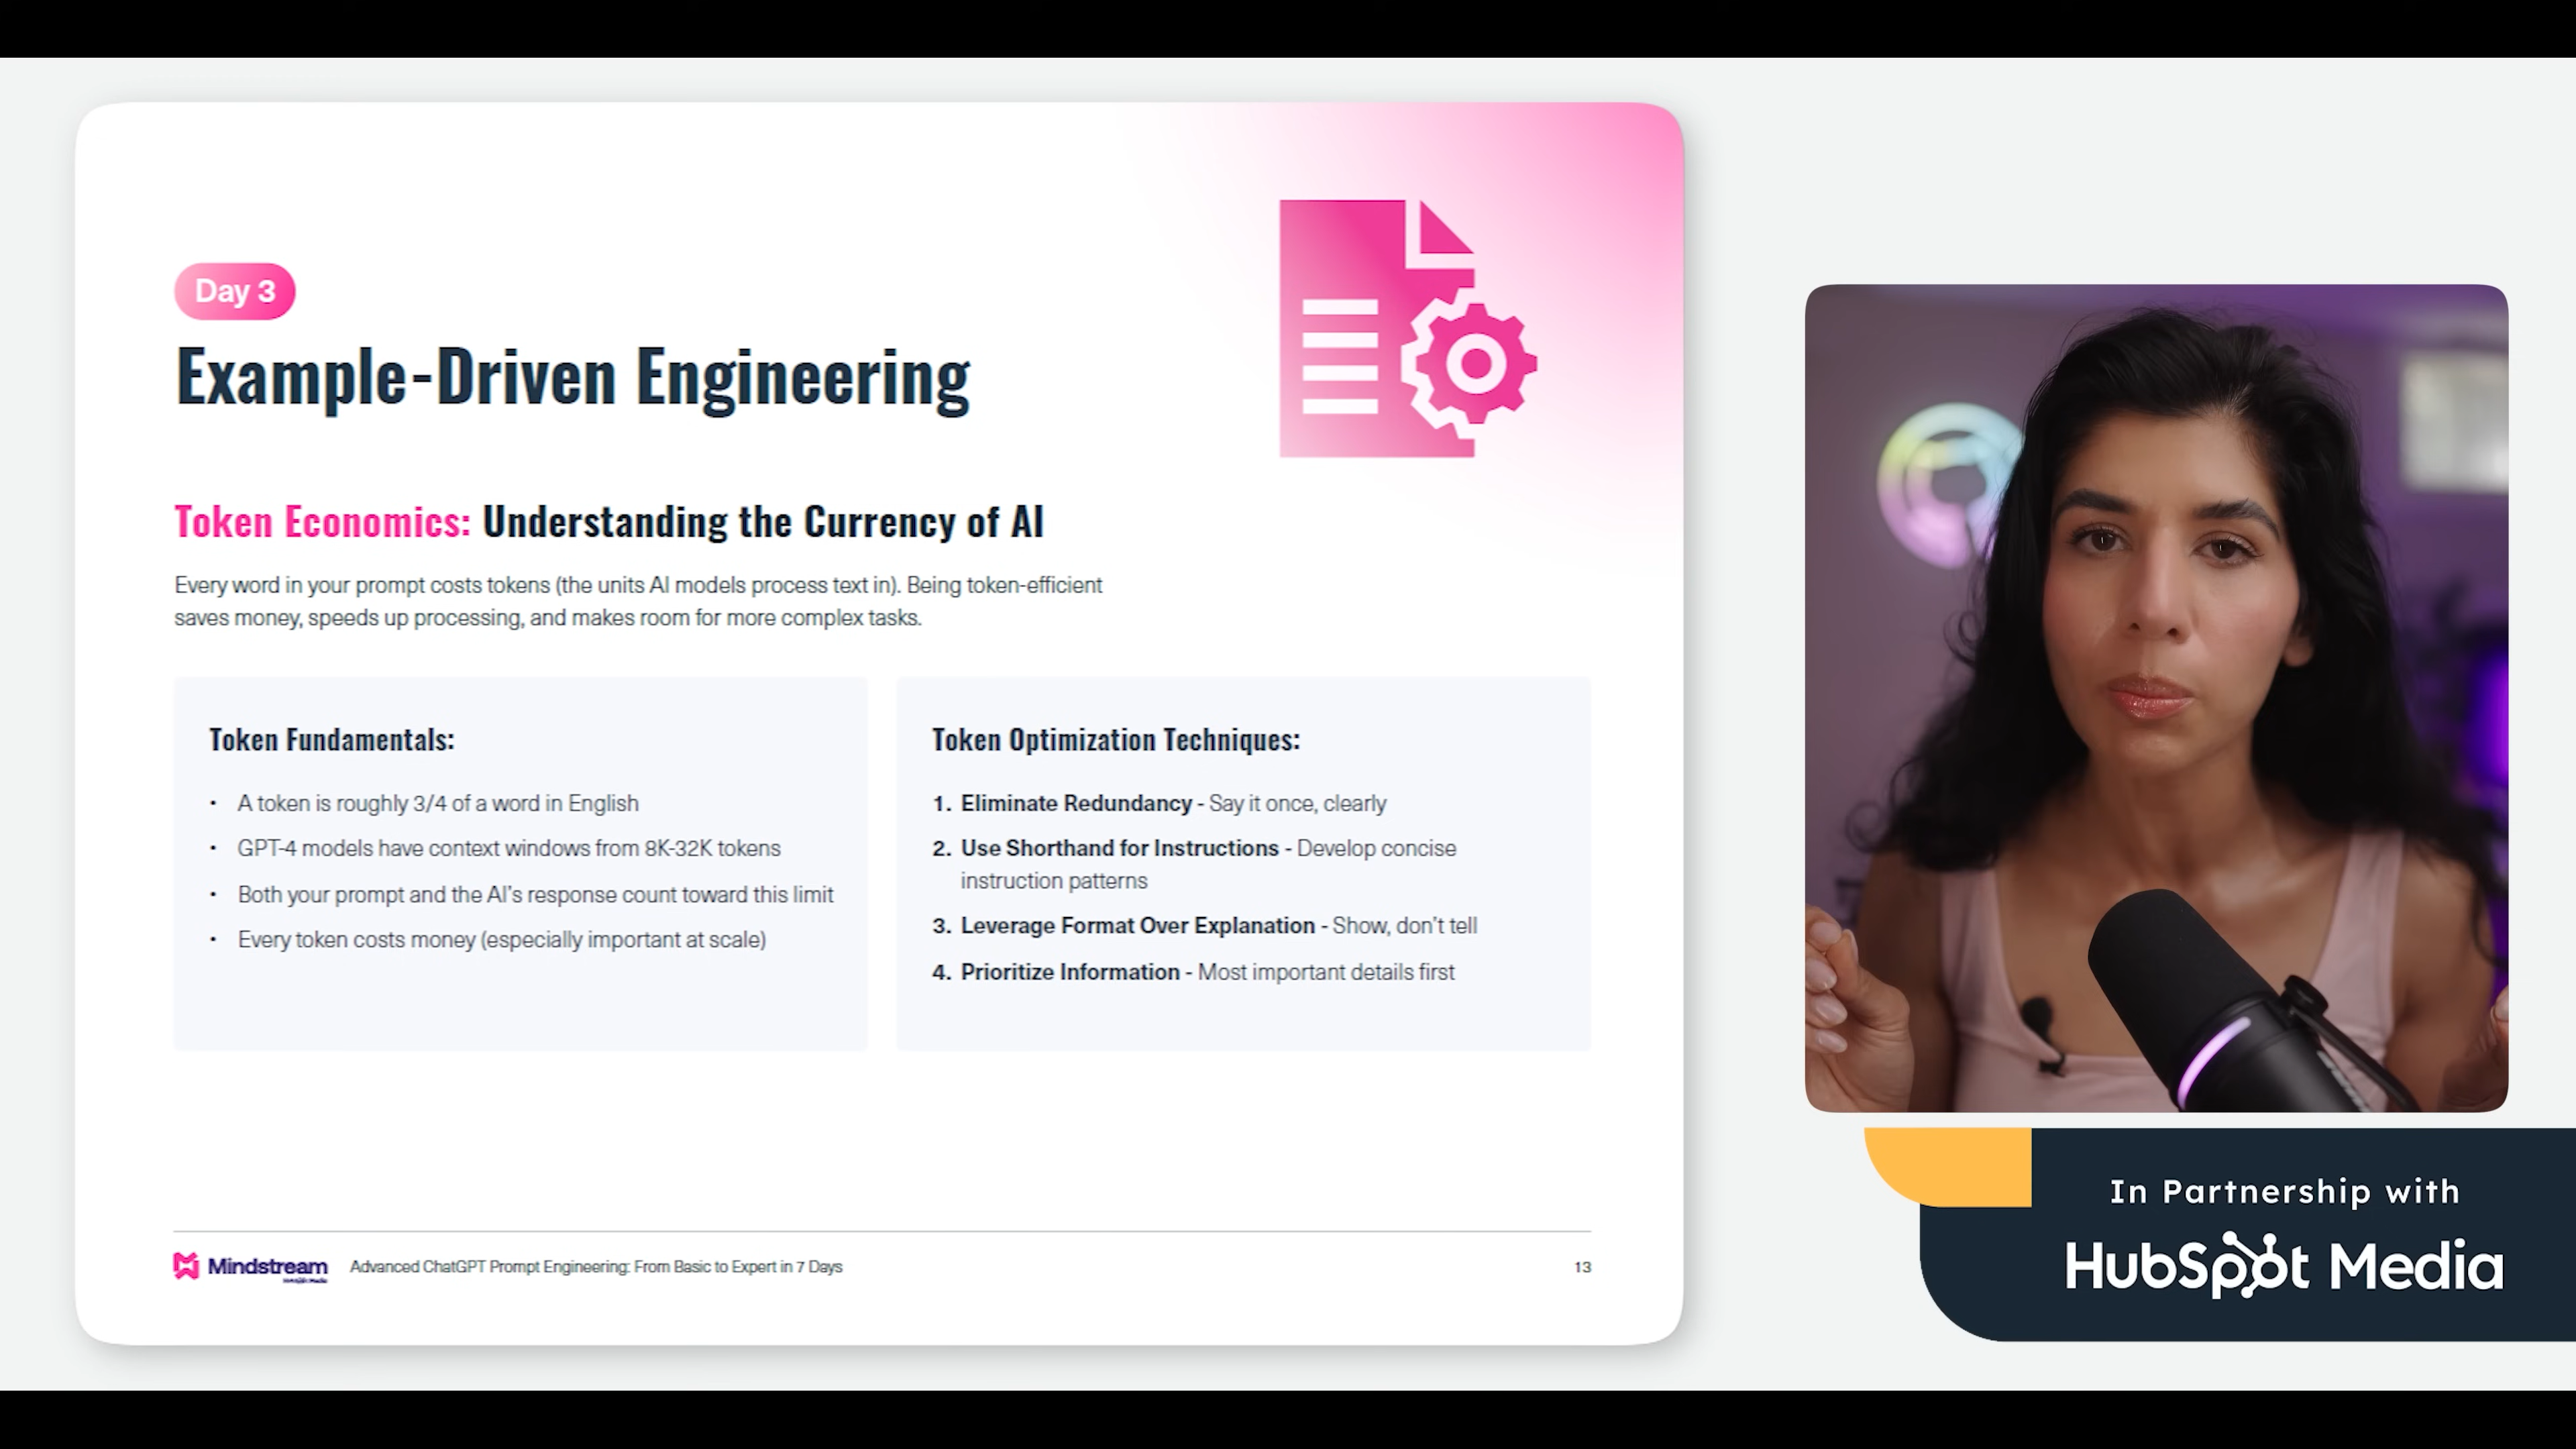 Day 3
Example-Driven Engineering
Token Economics: Understanding the Currency of AI
Every word in your prompt costs tokens (the units AI models process text in). Being token-efficient
saves money, speeds up processing, and makes room for more complex tasks.
Token Fundamentals:
• A token is roughly 3/4 of a word in English
• GPT-4 models have context windows from 8K-32K tokens
• Both your prompt and the AI's response count toward this limit
• Every token costs money (especially important at scale)
Token Optimization Techniques:
1. Eliminate Redundancy - Say it once, clearly
2. Use Shorthand for Instructions - Develop concise
instruction patterns
3. Leverage Format Over Explanation - Show, don't tell
4. Prioritize Information - Most important details first
Mindstream
Advanced ChatGPT Prompt Engineering: From Basic to Expert in 7 Days
13
In Partnership with
HubSpot Media